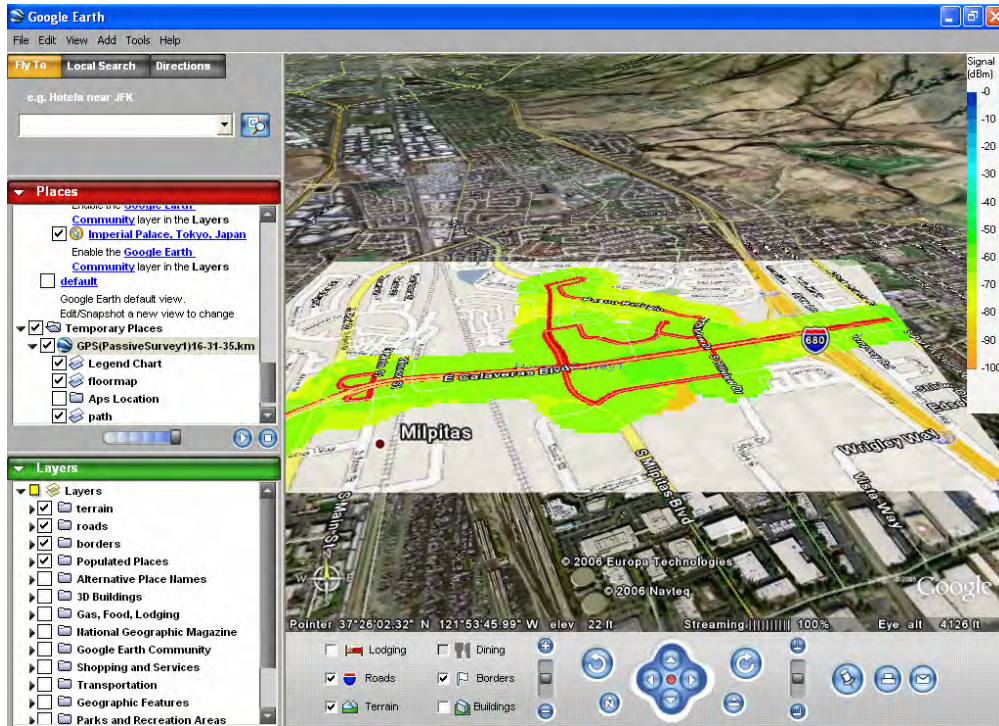 Google Earth
File Edit View Add Tools Help
Fly To Local Search Directions
e.g. Hotels near JFK
Places
Enable the Google Earth
Community layer in the Layers
Imperial Palace, Tokyo, Japan
Enable the Google Earth
Community layer in the Layers
default
Google Earth default view.
Edit/Snapshot a new view to change
Temporary Places
GPS(PassiveSurvey1)16-31-35.km
Legend Chart
floormap
Aps Location
path
Layers
Layers
terrain
roads
borders
Populated Places
Alternative Place Names
3D Buildings
Gas, Food, Lodging
National Geographic Magazine
Google Earth Community
Shopping and Services
Transportation
Geographic Features
Parks and Recreation Areas
Signal
(dBm)
-0
-10
-20
-30
-40
-50
-60
-70
-80
-90
-100
680
E Calaveras Blvd
Milpitas
Wrigley Way
S Milpitas Blvd
Vista Way
S Main St
W E
© 2006 Europa Technologies
© 2006 Navteq
Google
Pointer 37°26'02.32" N 121°53'45.99" W elev 22 ft Streaming 100% Eye alt 4126 ft
Lodging Dining
Roads Borders
Terrain Buildings
N